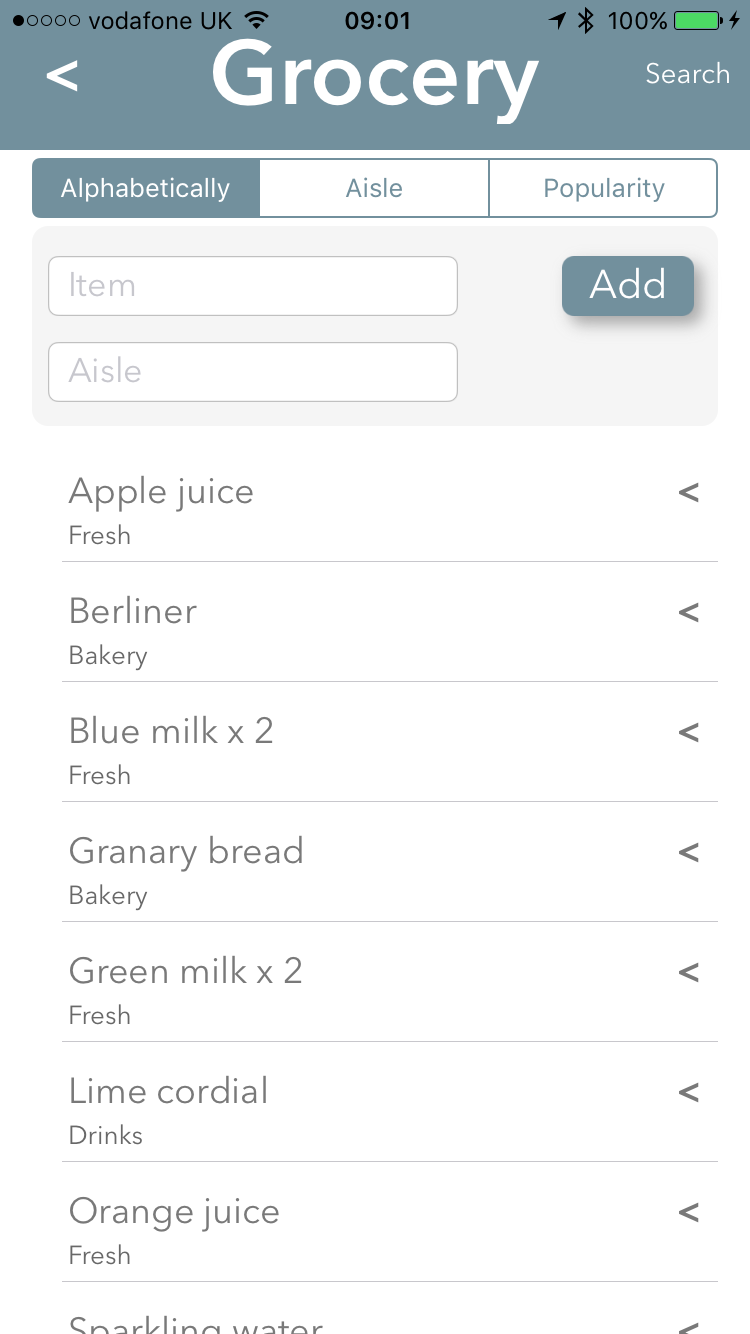 vodafone UK 09:01 100%
< Grocery Search
Alphabetically Aisle Popularity
Item Add
Aisle
Apple juice <
Fresh
Berliner <
Bakery
Blue milk x 2 <
Fresh
Granary bread <
Bakery
Green milk x 2 <
Fresh
Lime cordial <
Drinks
Orange juice <
Fresh
Sparkling water <